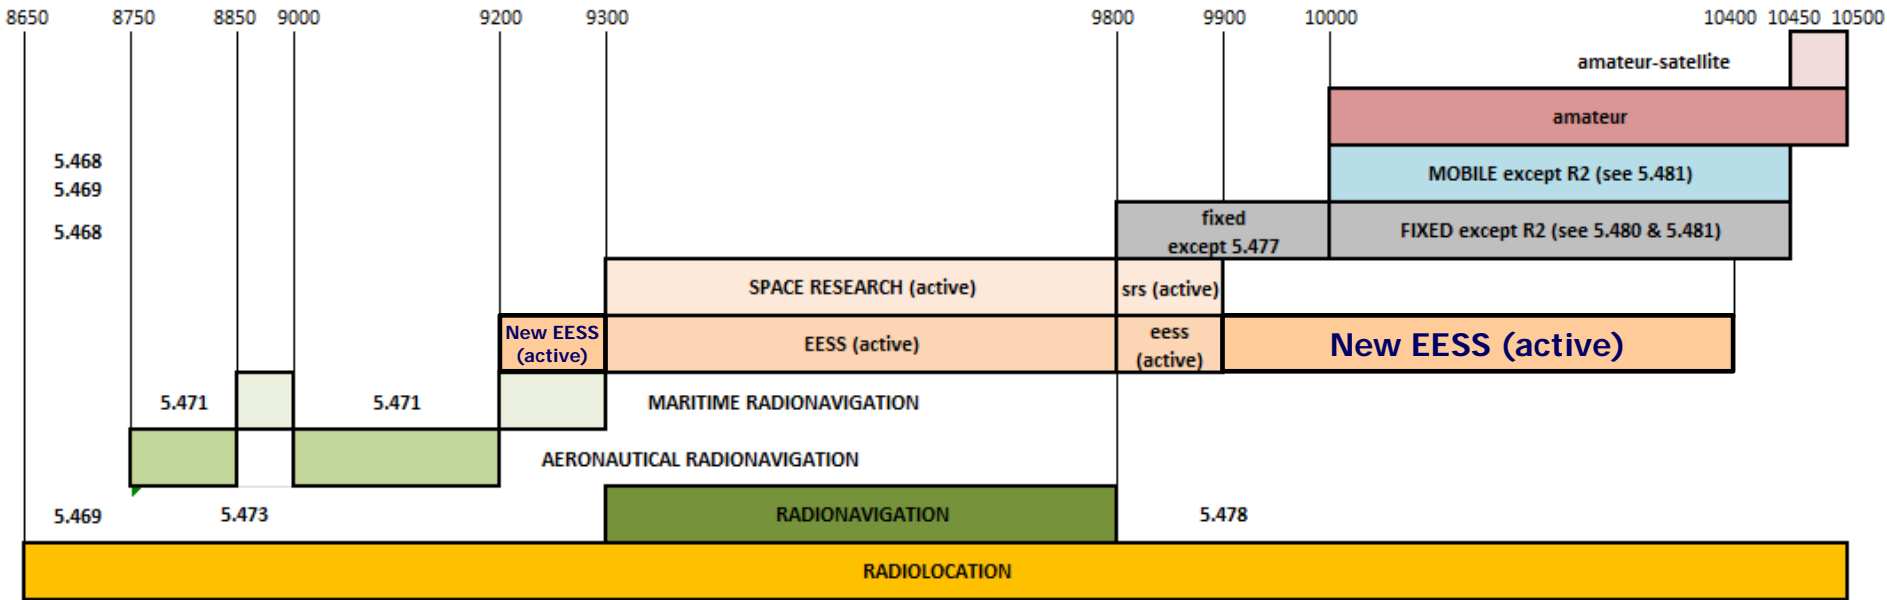 8650 8750 8850 9000 9200 9300 9800 9900 10000 10400 10450 10500
amateur-satellite
amateur
5.468
MOBILE except R2 (see 5.481)
5.469
5.468
fixed
except 5.477
FIXED except R2 (see 5.480 & 5.481)
SPACE RESEARCH (active)
srs (active)
New EESS
(active)
EESS (active)
eess
(active)
New EESS (active)
5.471
5.471
MARITIME RADIONAVIGATION
AERONAUTICAL RADIONAVIGATION
5.469
5.473
RADIONAVIGATION
5.478
RADIOLOCATION